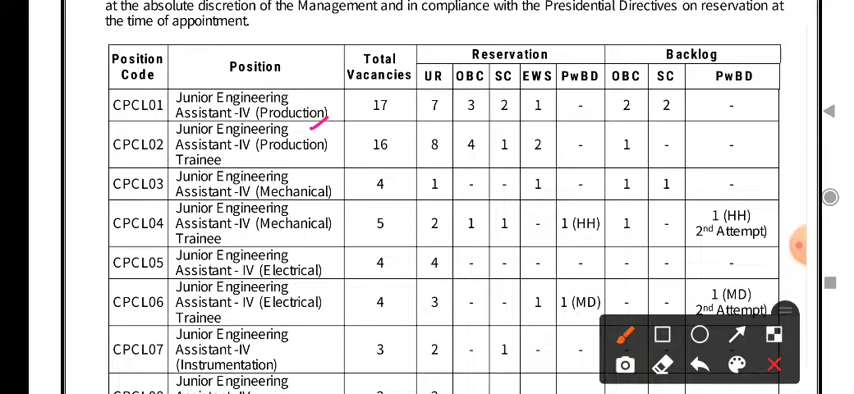 at the absolute discretion of the Management and in compliance with the Presidential Directives on reservation at
the time of appointment.
Position Code Position Total Vacancies Reservation Backlog
UR OBC SC EWS PwBD OBC SC PwBD
CPCL01 Junior Engineering Assistant-IV (Production) 17 7 3 2 1 - 2 2 -
CPCL02 Junior Engineering Assistant-IV (Production) Trainee 16 8 4 1 2 - 1 - -
CPCL03 Junior Engineering Assistant-IV (Mechanical) 4 1 - - 1 - 1 1 -
CPCL04 Junior Engineering Assistant-IV (Mechanical) Trainee 5 2 1 1 - 1 (HH) 1 - 1 (HH) 2nd Attempt)
CPCL05 Junior Engineering Assistant - IV (Electrical) 4 4 - - - - - - -
CPCL06 Junior Engineering Assistant - IV (Electrical) Trainee 4 3 - - 1 1 (MD) - - 1 (MD) 2nd Attempt)
CPCL07 Junior Engineering Assistant-IV (Instrumentation) 3 2 - 1 - -
Junior Engineering